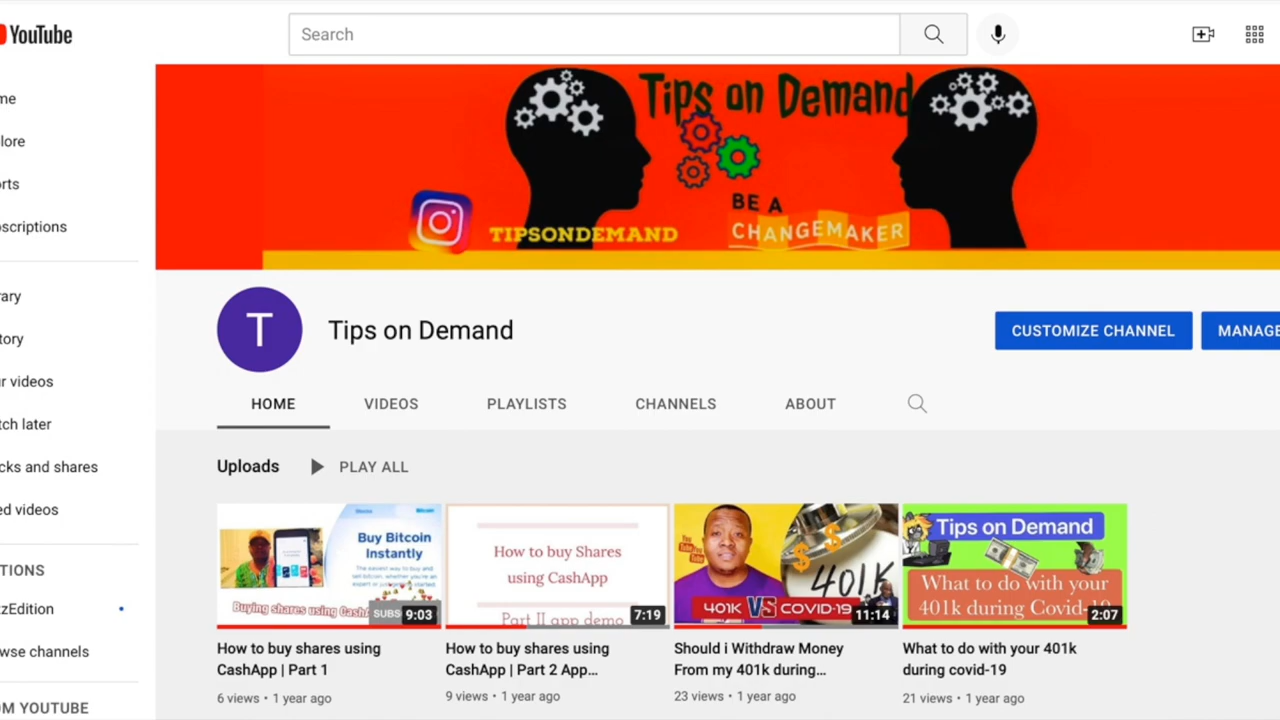 YouTube
Search
me
lore
rts
scriptions
ary
tory
r videos
tch later
cks and shares
ed videos
TIONS
zEdition
wse channels
OM YOUTUBE
Tips on Demand
BE A
CHANGEMAKER
TIPSONDEMAND
T
Tips on Demand
CUSTOMIZE CHANNEL
MANAGE
HOME
VIDEOS
PLAYLISTS
CHANNELS
ABOUT
Uploads
PLAY ALL
Buy Bitcoin
Instantly
Buying shares using Cash
SUBS
9:03
How to buy shares using
CashApp | Part 1
6 views • 1 year ago
How to buy Shares
using CashApp
Part II app demo
7:19
How to buy shares using
CashApp | Part 2 App...
9 views • 1 year ago
401K
401K VS COVID-19
11:14
Should i Withdraw Money
From my 401k during...
23 views • 1 year ago
Tips on Demand
What to do with your
401k during Covid-19
2:07
What to do with your 401k
during covid-19
21 views • 1 year ago